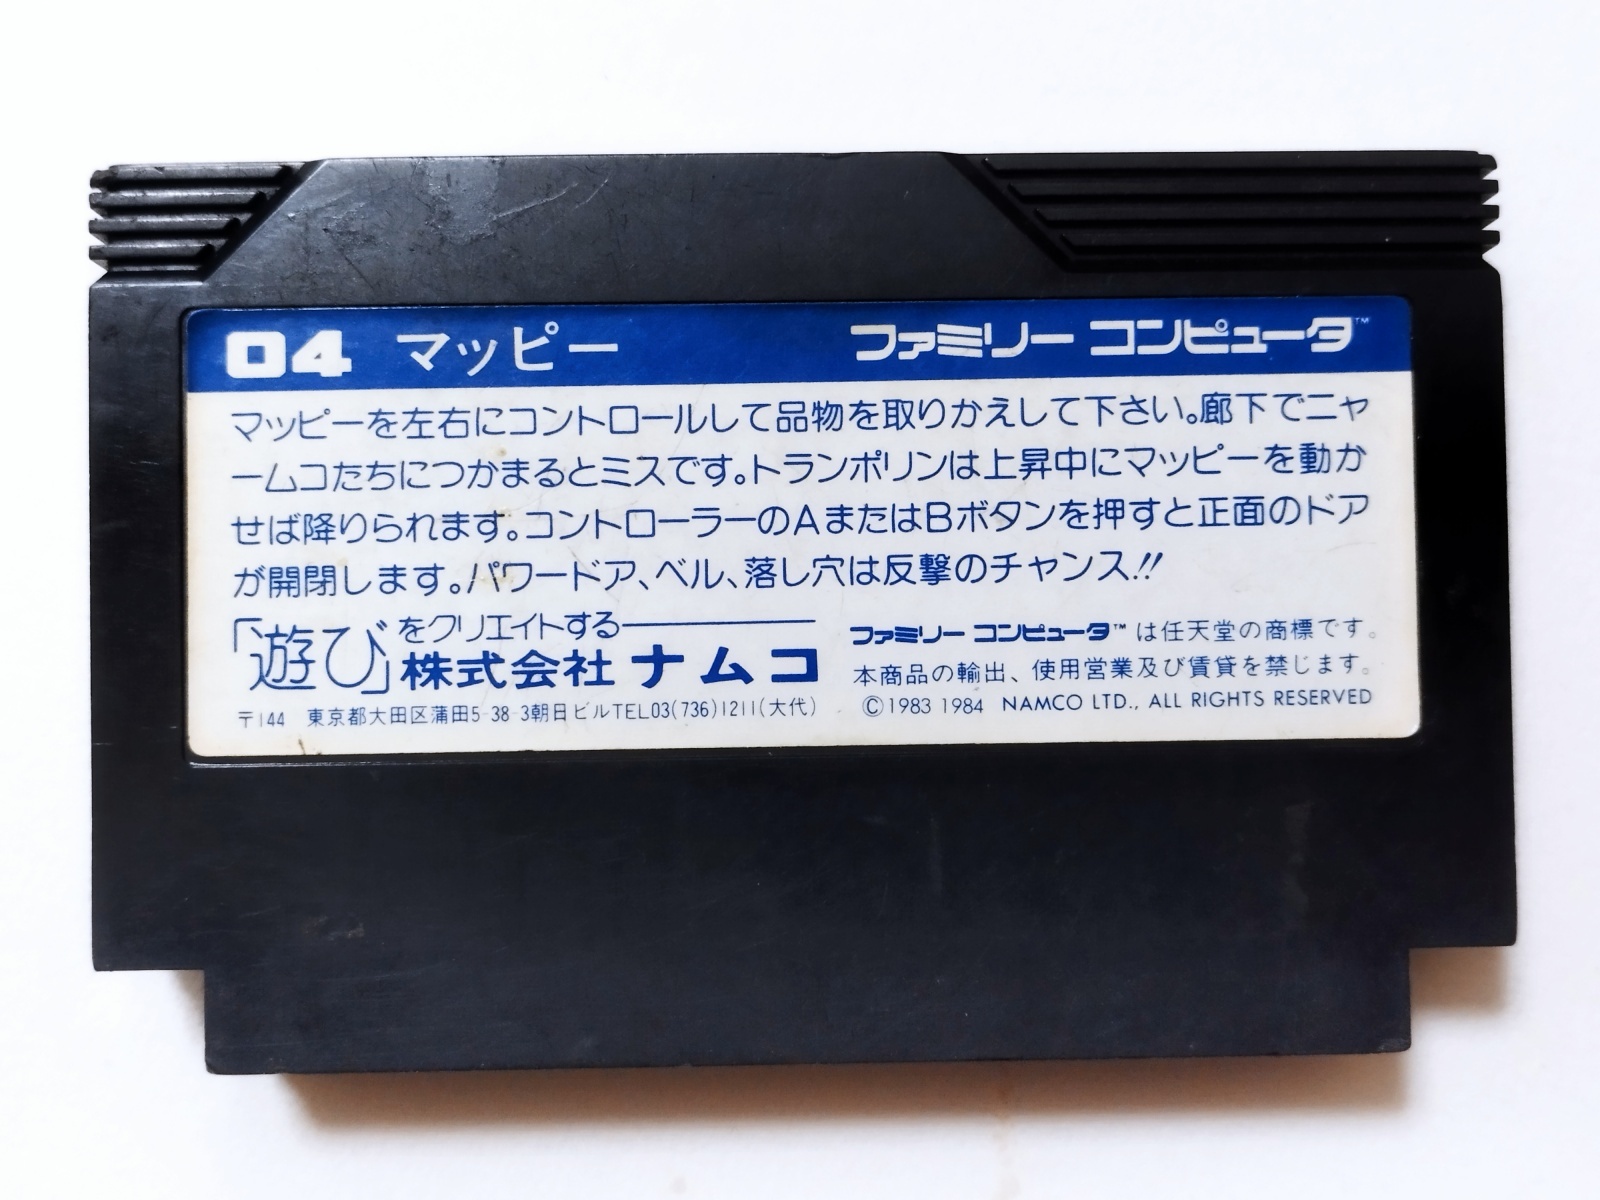 04 マッピー ファミリー コンピュータ™
マッピーを左右にコントロールして品物を取りかえして下さい。廊下でニャ
ームコたちにつかまるとミスです。トランポリンは上昇中にマッピーを動か
せば降りられます。コントローラーのAまたはBボタンを押すと正面のドア
が開閉します。パワードア、ベル、落し穴は反撃のチャンス!!
「遊び」をクリエイトする――
株式会社ナムコ
〒144 東京都大田区蒲田5-38-3朝日ビルTEL03(736)1211(大代)
ファミリー コンピュータ™は任天堂の商標です。
本商品の輸出、使用営業及び賃貸を禁じます。
©1983 1984 NAMCO LTD., ALL RIGHTS RESERVED